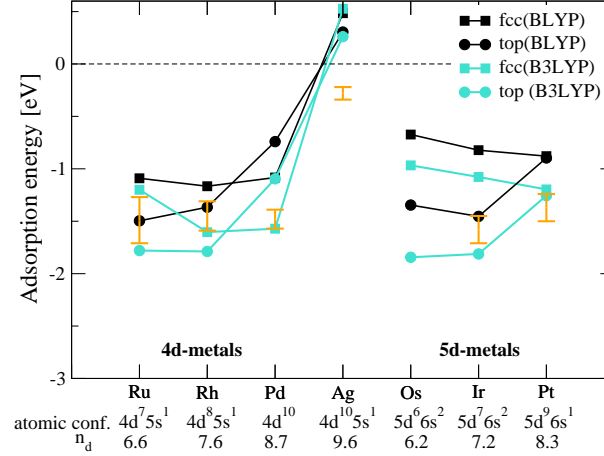 fcc(BLYP)
top(BLYP)
fcc(B3LYP)
top (B3LYP)
Adsorption energy [eV]
0
-1
-2
-3
4d-metals 5d-metals
Ru Rh Pd Ag Os Ir Pt
atomic conf. 4d⁷5s¹ 4d⁸5s¹ 4d¹⁰ 4d¹⁰5s¹ 5d⁶6s² 5d⁷6s² 5d⁹6s¹
n_d 6.6 7.6 8.7 9.6 6.2 7.2 8.3